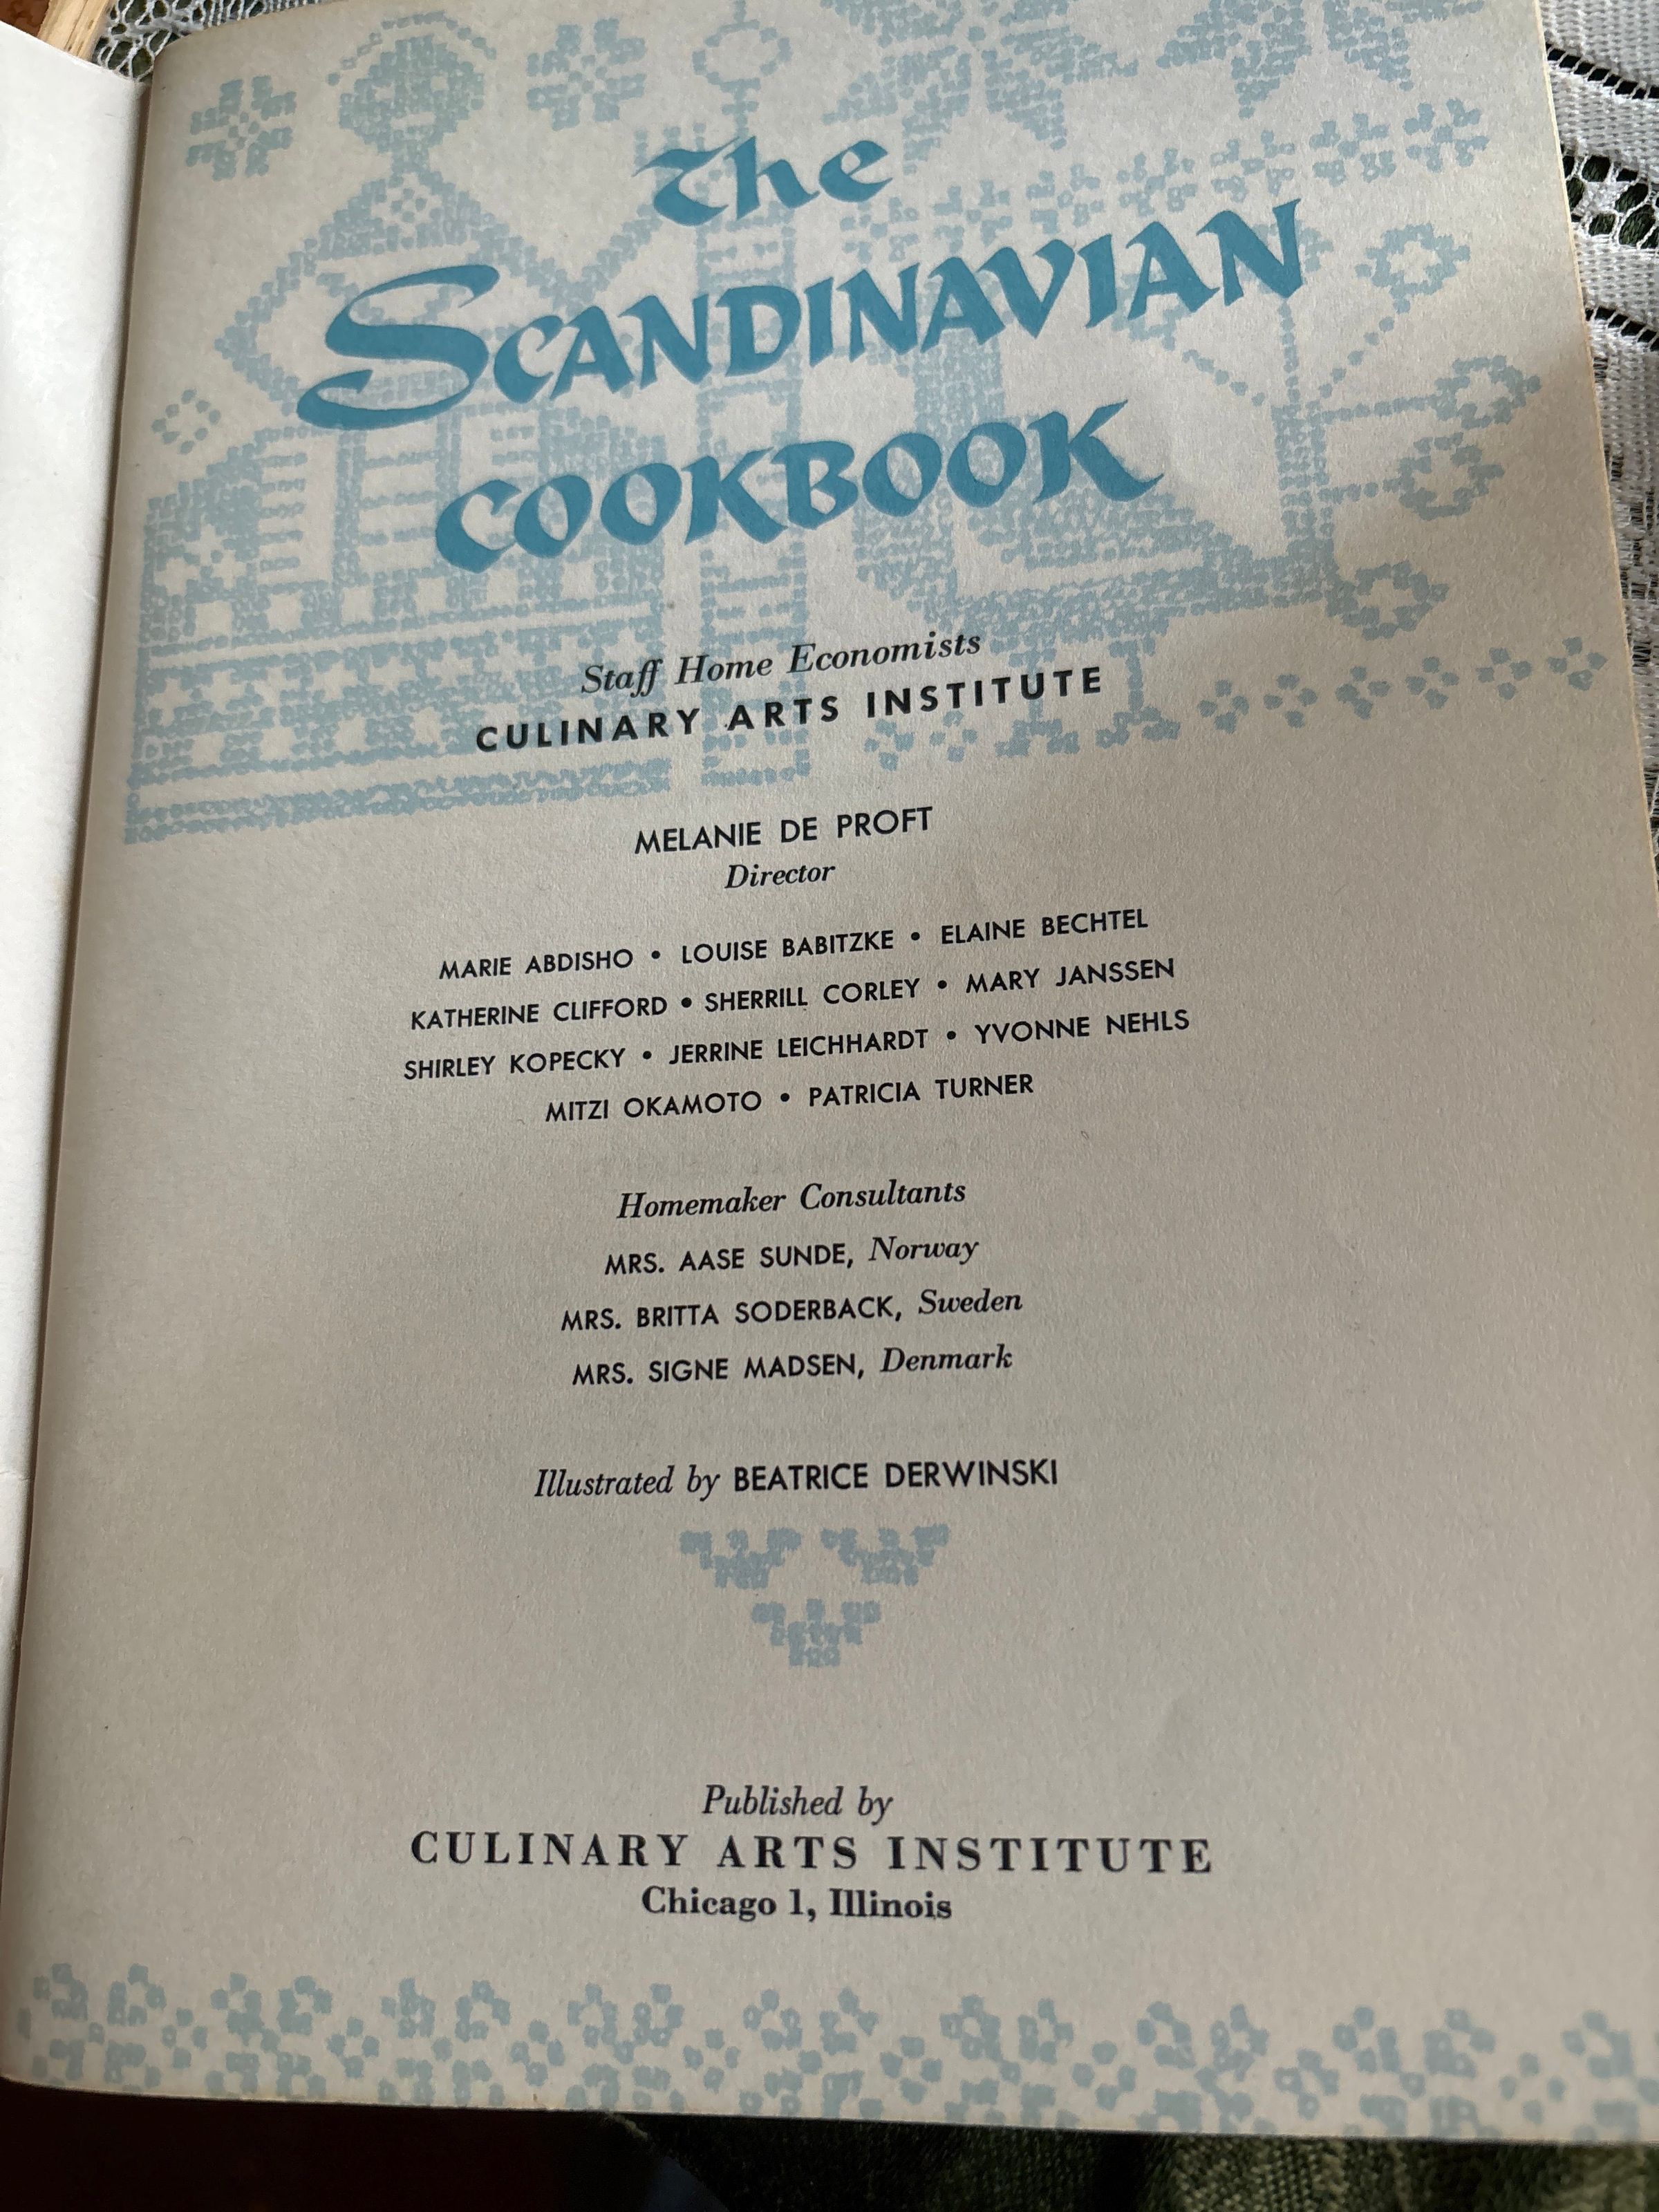 The
SCANDINAVIAN
COOKBOOK
Staff Home Economists
CULINARY ARTS INSTITUTE
MELANIE DE PROFT
Director
MARIE ABDISHO • LOUISE BABITZKE • ELAINE BECHTEL
KATHERINE CLIFFORD • SHERRILL CORLEY • MARY JANSSEN
SHIRLEY KOPECKY • JERRINE LEICHHARDT • YVONNE NEHLS
MITZI OKAMOTO • PATRICIA TURNER
Homemaker Consultants
MRS. AASE SUNDE, Norway
MRS. BRITTA SODERBACK, Sweden
MRS. SIGNE MADSEN, Denmark
Illustrated by BEATRICE DERWINSKI
Published by
CULINARY ARTS INSTITUTE
Chicago 1, Illinois